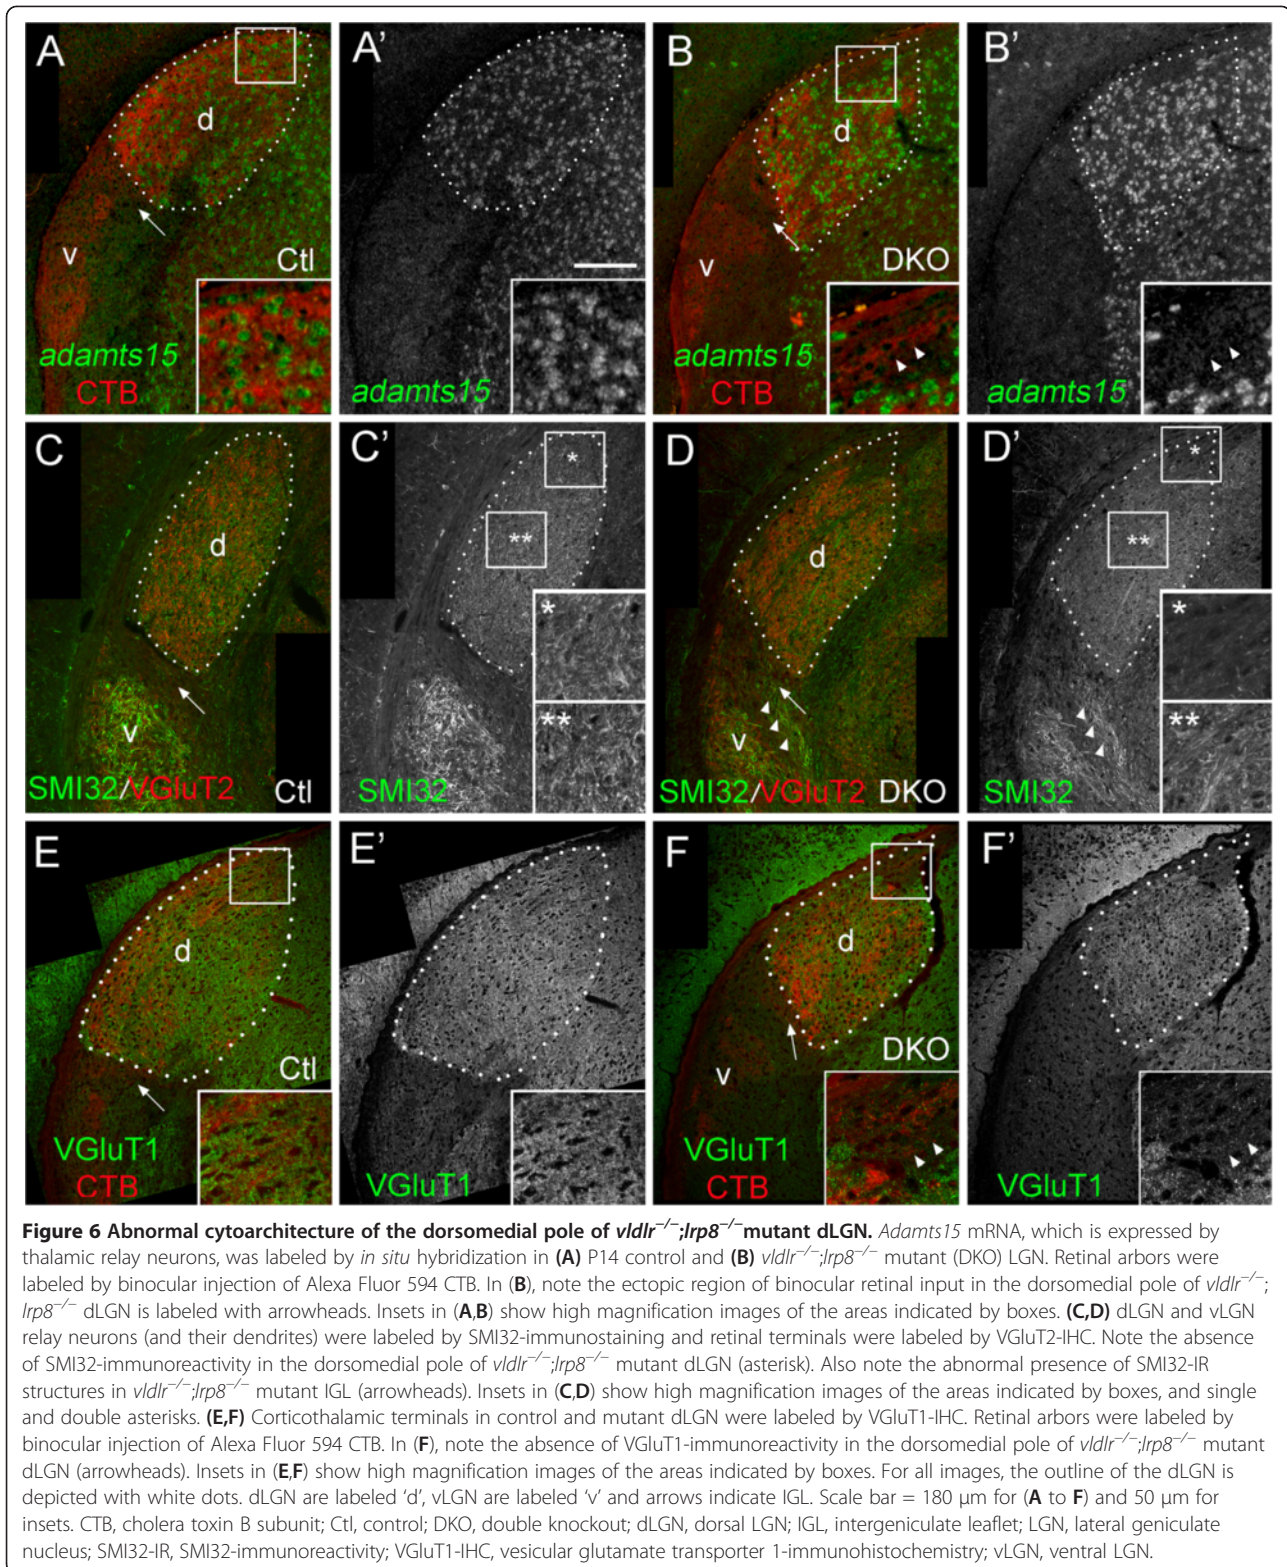 A
d
v
Ctl
adamts15
CTB
A'
adamts15
B
d
v
DKO
adamts15
CTB
B'
adamts15
C
d
v
SMI32/VGluT2 Ctl
C'
*
**
*
**
SMI32
D
d
v
SMI32/VGluT2 DKO
D'
*
**
*
**
SMI32
E
d
Ctl
VGluT1
CTB
E'
VGluT1
F
d
v
DKO
VGluT1
CTB
F'
VGluT1
Figure 6 Abnormal cytoarchitecture of the dorsomedial pole of vldlr−/−;lrp8−/−mutant dLGN. Adamts15 mRNA, which is expressed by
thalamic relay neurons, was labeled by in situ hybridization in (A) P14 control and (B) vldlr−/−;lrp8−/− mutant (DKO) LGN. Retinal arbors were
labeled by binocular injection of Alexa Fluor 594 CTB. In (B), note the ectopic region of binocular retinal input in the dorsomedial pole of vldlr−/−;
lrp8−/− dLGN is labeled with arrowheads. Insets in (A,B) show high magnification images of the areas indicated by boxes. (C,D) dLGN and vLGN
relay neurons (and their dendrites) were labeled by SMI32-immunostaining and retinal terminals were labeled by VGluT2-IHC. Note the absence
of SMI32-immunoreactivity in the dorsomedial pole of vldlr−/−;lrp8−/− mutant dLGN (asterisk). Also note the abnormal presence of SMI32-IR
structures in vldlr−/−;lrp8−/− mutant IGL (arrowheads). Insets in (C,D) show high magnification images of the areas indicated by boxes, and single
and double asterisks. (E,F) Corticothalamic terminals in control and mutant dLGN were labeled by VGluT1-IHC. Retinal arbors were labeled by
binocular injection of Alexa Fluor 594 CTB. In (F), note the absence of VGluT1-immunoreactivity in the dorsomedial pole of vldlr−/−;lrp8−/− mutant
dLGN (arrowheads). Insets in (E,F) show high magnification images of the areas indicated by boxes. For all images, the outline of the dLGN is
depicted with white dots. dLGN are labeled ‘d’, vLGN are labeled ‘v’ and arrows indicate IGL. Scale bar = 180 μm for (A to F) and 50 μm for
insets. CTB, cholera toxin B subunit; Ctl, control; DKO, double knockout; dLGN, dorsal LGN; IGL, intergeniculate leaflet; LGN, lateral geniculate
nucleus; SMI32-IR, SMI32-immunoreactivity; VGluT1-IHC, vesicular glutamate transporter 1-immunohistochemistry; vLGN, ventral LGN.